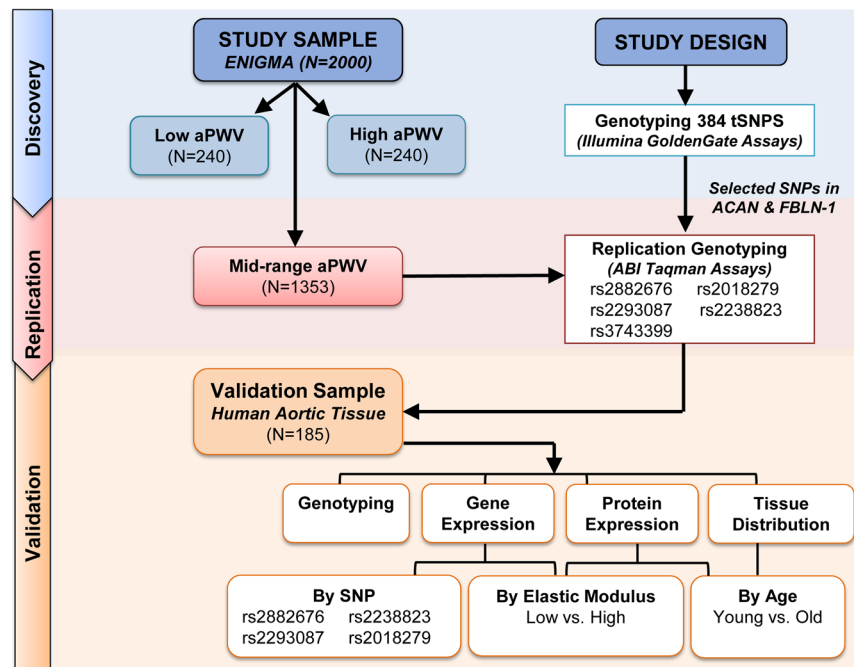 Discovery
STUDY SAMPLE
ENIGMA (N=2000)
STUDY DESIGN
Low aPWV
(N=240)
High aPWV
(N=240)
Genotyping 384 tSNPS
(Illumina GoldenGate Assays)
Selected SNPs in
ACAN & FBLN-1
Replication
Mid-range aPWV
(N=1353)
Replication Genotyping
(ABI Taqman Assays)
rs2882676 rs2018279
rs2293087 rs2238823
rs3743399
Validation
Validation Sample
Human Aortic Tissue
(N=185)
Genotyping
Gene
Expression
Protein
Expression
Tissue
Distribution
By SNP
rs2882676 rs2238823
rs2293087 rs2018279
By Elastic Modulus
Low vs. High
By Age
Young vs. Old